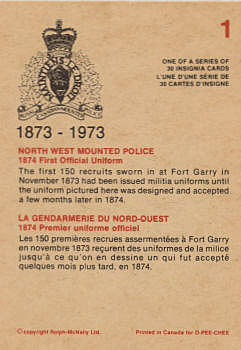 1
ONE OF A SERIES OF
30 INSIGNIA CARDS
L'UNE D'UNE SÉRIE DE
30 CARTES D'INSIGNE
MAINTIENS LE DROIT
1873 - 1973
NORTH WEST MOUNTED POLICE
1874 First Official Uniform
The first 150 recruits sworn in at Fort Garry in
November 1873 had been issued militia uniforms until
the uniform pictured here was designed and accepted
a few months later in 1874.
LA GENDARMERIE DU NORD-OUEST
1874 Premier uniforme officiel
Les 150 premières recrues assermentées à Fort Garry
en novembre 1873 reçurent des uniformes de la milice
jusqu'à ce qu'on en dessine un qui fut accepté
quelques mois plus tard, en 1874.
©copyright Ralph-McNally Ltd.
Printed in Canada for O-PEE-CHEE